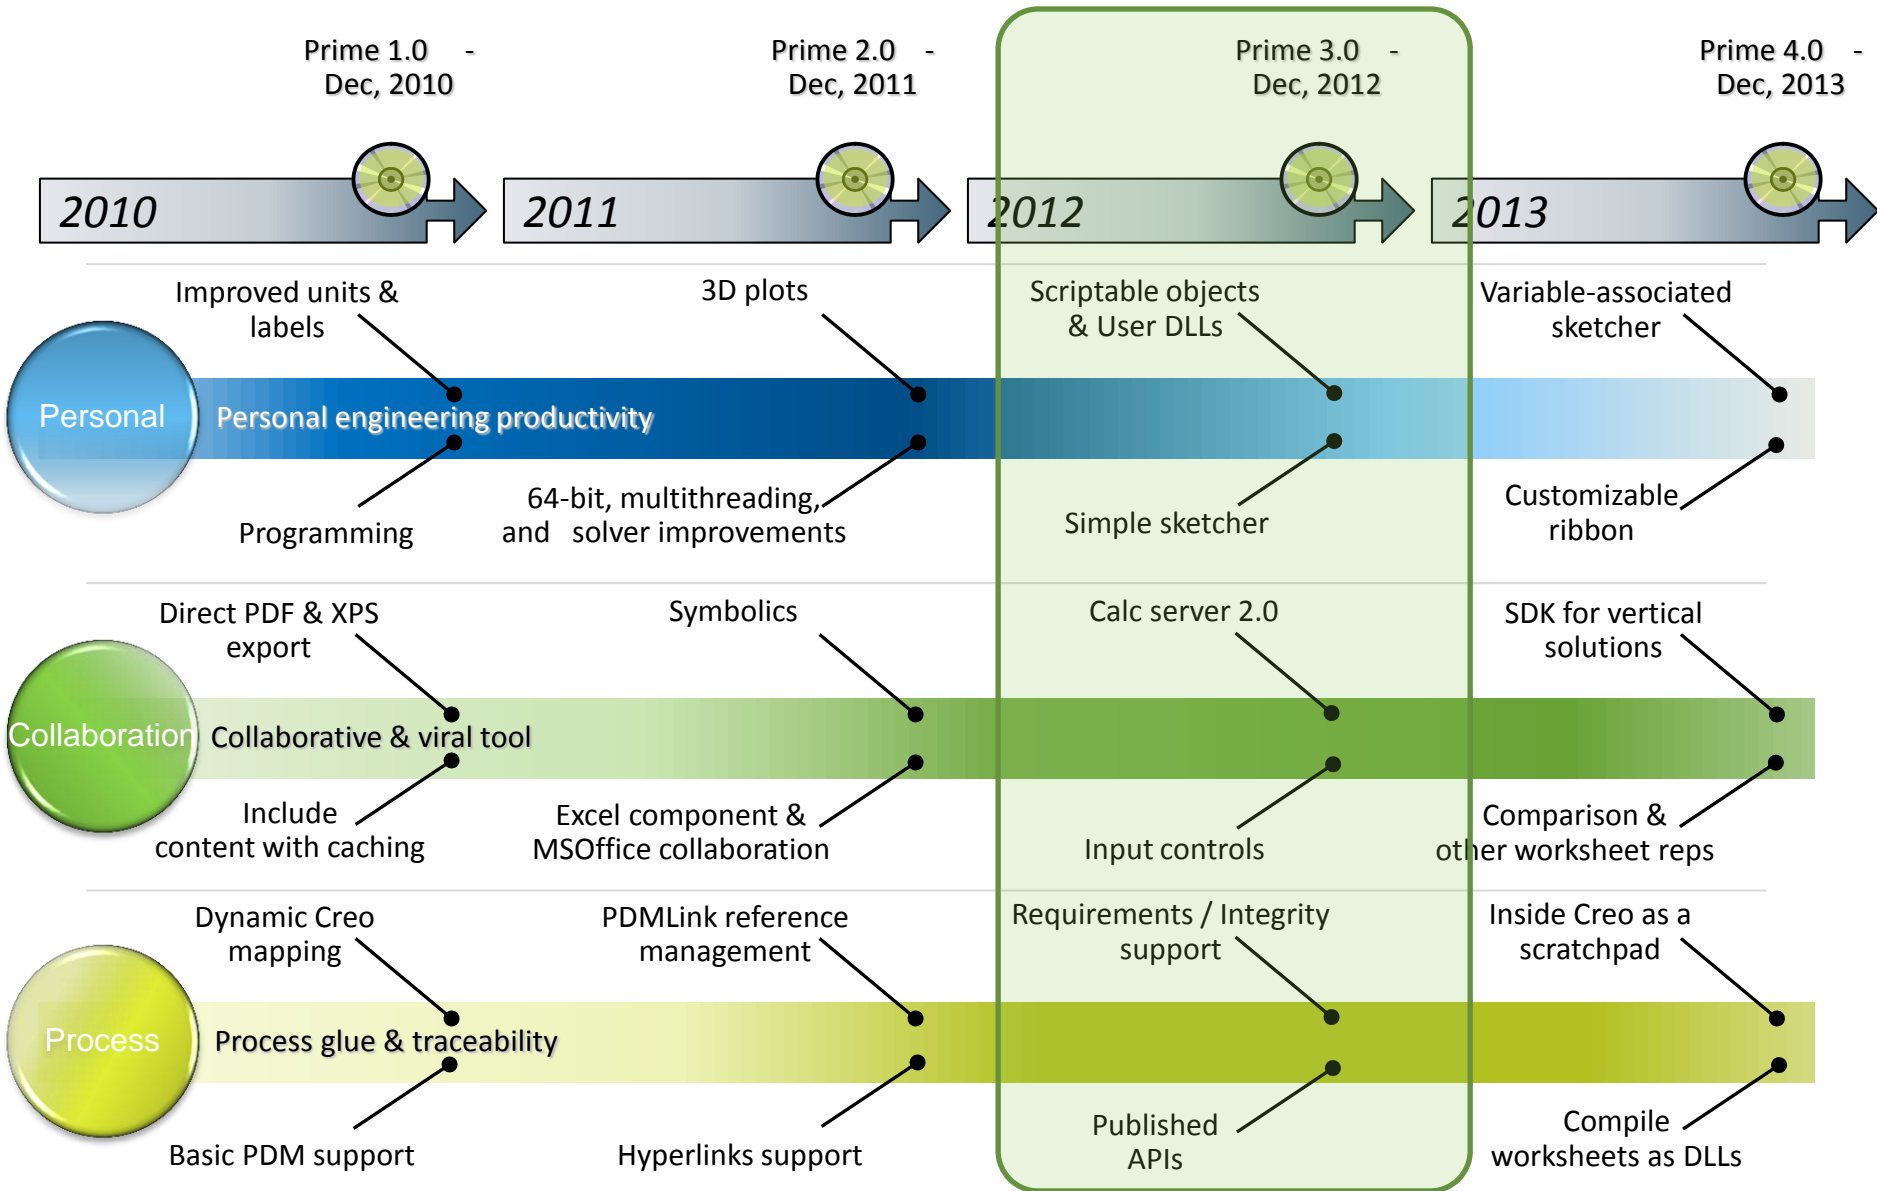 Prime 1.0 -
Dec, 2010
Prime 2.0 -
Dec, 2011
Prime 3.0 -
Dec, 2012
Prime 4.0 -
Dec, 2013
2010
2011
2012
2013
Improved units &
labels
3D plots
Scriptable objects
& User DLLs
Variable-associated
sketcher
Personal
Personal engineering productivity
Programming
64-bit, multithreading,
and solver improvements
Simple sketcher
Customizable
ribbon
Direct PDF & XPS
export
Symbolics
Calc server 2.0
SDK for vertical
solutions
Collaboration
Collaborative & viral tool
Include
content with caching
Excel component &
MSOffice collaboration
Input controls
Comparison &
other worksheet reps
Dynamic Creo
mapping
PDMLink reference
management
Requirements / Integrity
support
Inside Creo as a
scratchpad
Process
Process glue & traceability
Basic PDM support
Hyperlinks support
Published
APIs
Compile
worksheets as DLLs